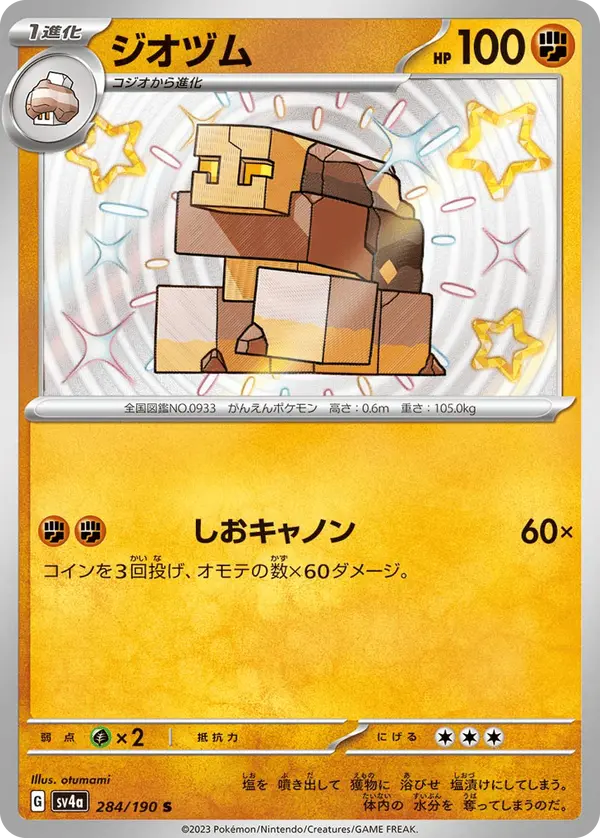 1進化 ジオヅム HP 100
コジオから進化
全国図鑑NO.0933 がんえんポケモン 高さ:0.6m 重さ:105.0kg
しおキャノン 60×
コインを3回投げ、オモテの数×60ダメージ。
弱点 ×2 抵抗力 にげる
Illus. otumami
塩を噴き出して獲物に浴びせ塩漬けにしてしまう。
体内の水分を奪ってしまうのだ。
G sv4a 284/190 S
©2023 Pokémon/Nintendo/Creatures/GAME FREAK.